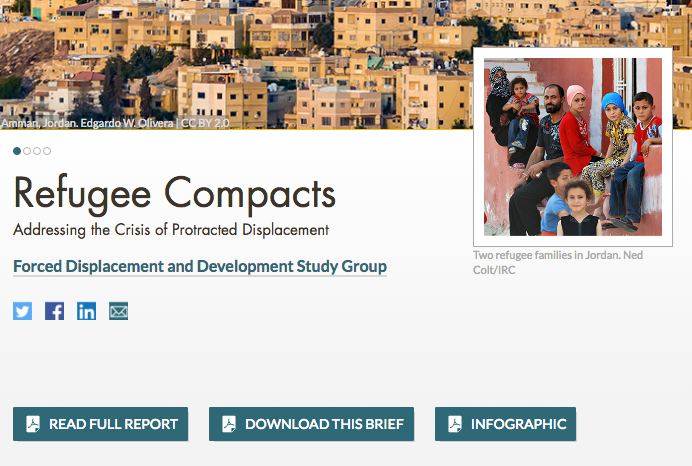 Amman, Jordan. Edgardo W. Olivera | CC BY 2.0
Refugee Compacts
Addressing the Crisis of Protracted Displacement
Forced Displacement and Development Study Group
Two refugee families in Jordan. Ned
Colt/IRC
READ FULL REPORT
DOWNLOAD THIS BRIEF
INFOGRAPHIC